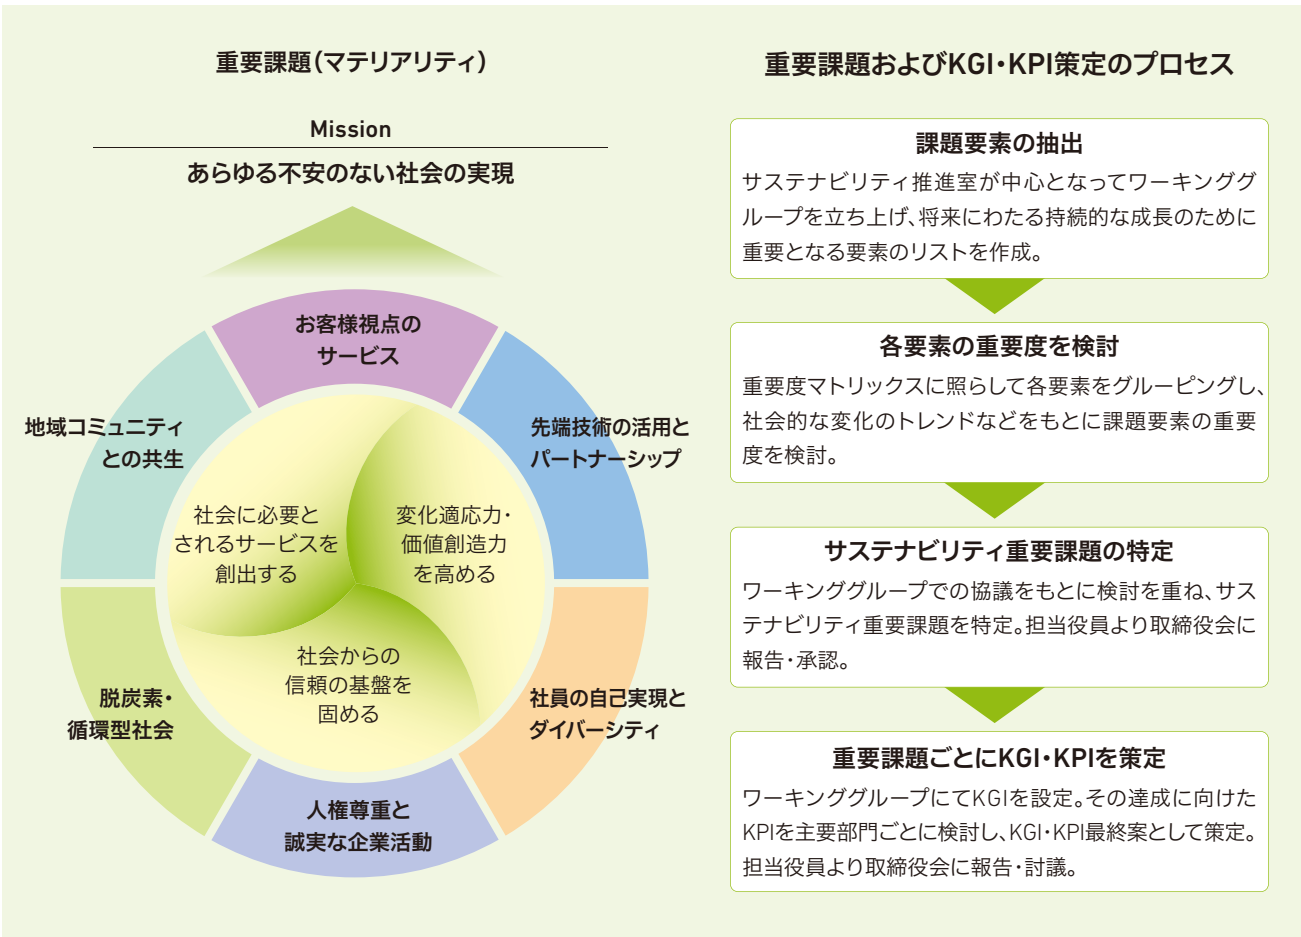 重要課題（マテリアリティ）
Mission
あらゆる不安のない社会の実現
お客様視点の
サービス
先端技術の活用と
パートナーシップ
社員の自己実現と
ダイバーシティ
人権尊重と
誠実な企業活動
脱炭素・
循環型社会
地域コミュニティ
との共生
社会に必要と
されるサービスを
創出する
変化適応力・
価値創造力
を高める
社会からの
信頼の基盤を
固める
重要課題およびKGI・KPI策定のプロセス
課題要素の抽出
サステナビリティ推進室が中心となってワーキンググ
ループを立ち上げ、将来にわたる持続的な成長のために
重要となる要素のリストを作成。
各要素の重要度を検討
重要度マトリックスに照らして各要素をグルーピングし、
社会的な変化のトレンドなどをもとに課題要素の重要
度を検討。
サステナビリティ重要課題の特定
ワーキンググループでの協議をもとに検討を重ね、サス
テナビリティ重要課題を特定。担当役員より取締役会に
報告・承認。
重要課題ごとにKGI・KPIを策定
ワーキンググループにてKGIを設定。その達成に向けた
KPIを主要部門ごとに検討し、KGI・KPI最終案として策定。
担当役員より取締役会に報告・討議。